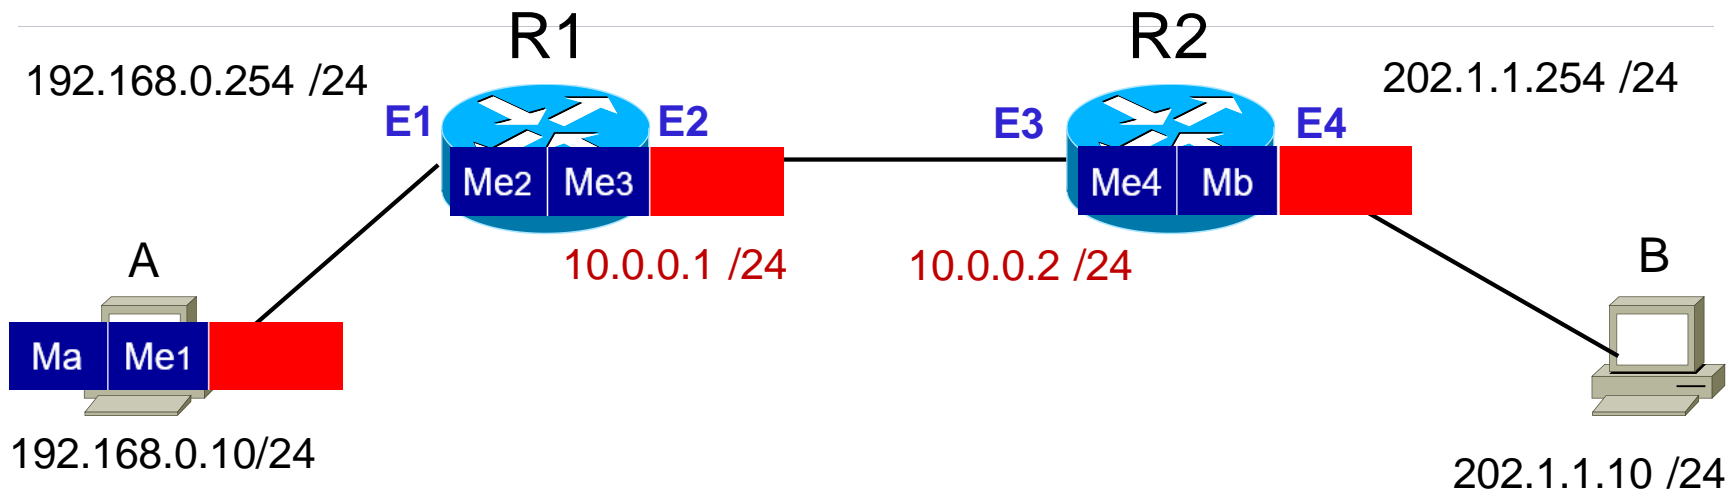 R1
R2
192.168.0.254 /24
202.1.1.254 /24
E1
E2
E3
E4
Me2 Me3
Me4 Mb
10.0.0.1 /24
10.0.0.2 /24
A
B
Ma Me1
192.168.0.10/24
202.1.1.10 /24